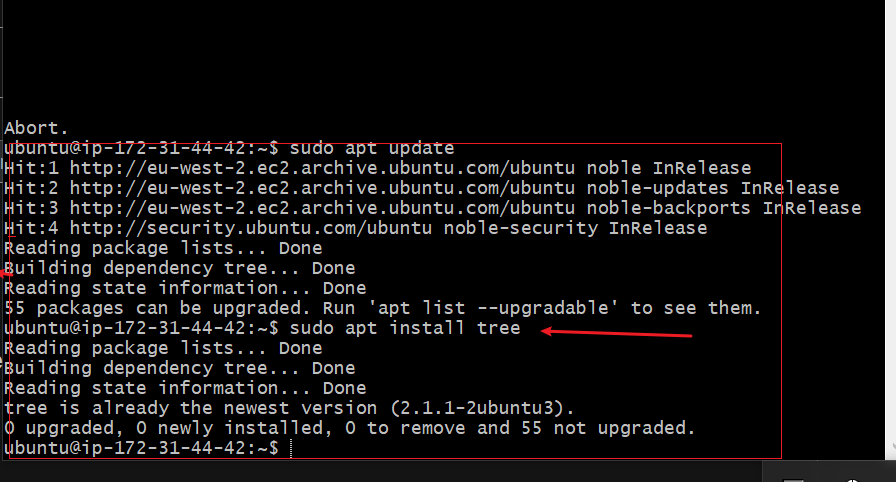 Abort.
ubuntu@ip-172-31-44-42:~$ sudo apt update
Hit:1 http://eu-west-2.ec2.archive.ubuntu.com/ubuntu noble InRelease
Hit:2 http://eu-west-2.ec2.archive.ubuntu.com/ubuntu noble-updates InRelease
Hit:3 http://eu-west-2.ec2.archive.ubuntu.com/ubuntu noble-backports InRelease
Hit:4 http://security.ubuntu.com/ubuntu noble-security InRelease
Reading package lists... Done
Building dependency tree... Done
Reading state information... Done
55 packages can be upgraded. Run 'apt list --upgradable' to see them.
ubuntu@ip-172-31-44-42:~$ sudo apt install tree
Reading package lists... Done
Building dependency tree... Done
Reading state information... Done
tree is already the newest version (2.1.1-2ubuntu3).
0 upgraded, 0 newly installed, 0 to remove and 55 not upgraded.
ubuntu@ip-172-31-44-42:~$